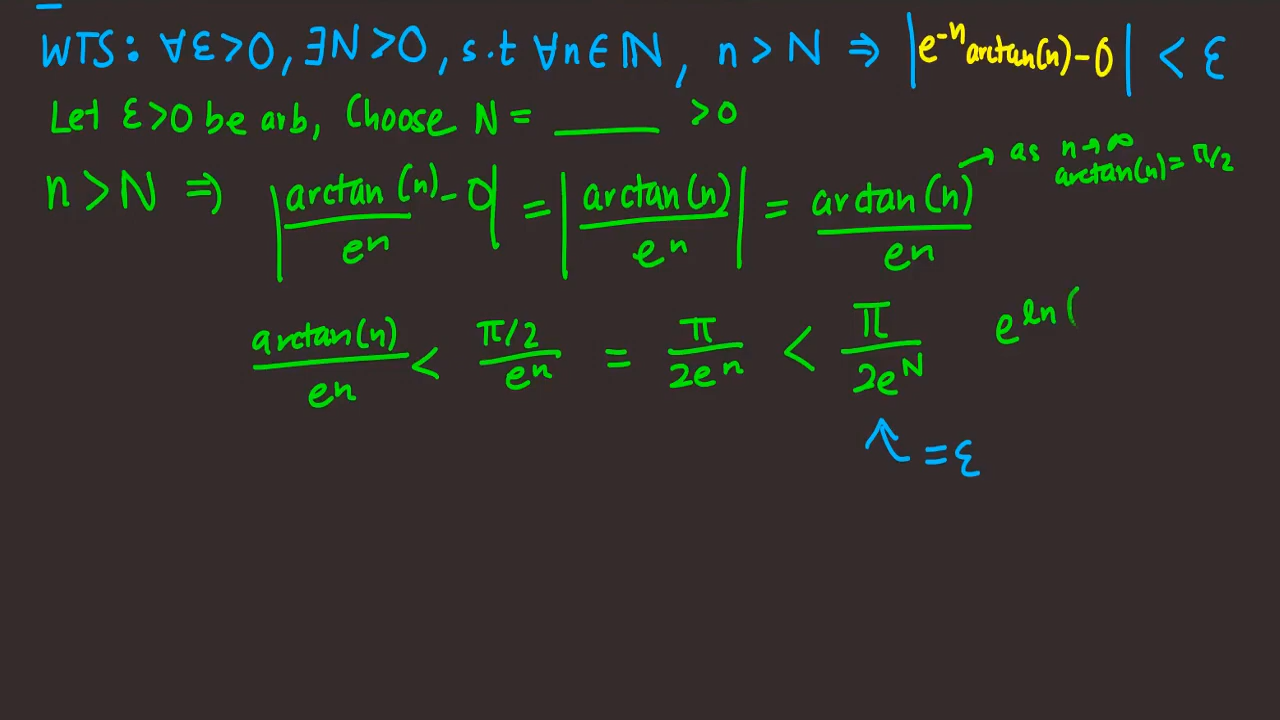 WTS: ∀ε>0, ∃N>0, s.t ∀n∈ℕ, n>N ⇒ |e^{-n} arctan(n)-0| < ε
Let ε>0 be arb, Choose N = ______ >0
→ as n→∞
arctan(n)=π/2
n>N ⇒ |arctan(n)/e^n - 0| = |arctan(n)/e^n| = arctan(n)/e^n
arctan(n)/e^n < π/2/e^n = π/2e^n < π/2e^N e^{ln(
↑ = ε